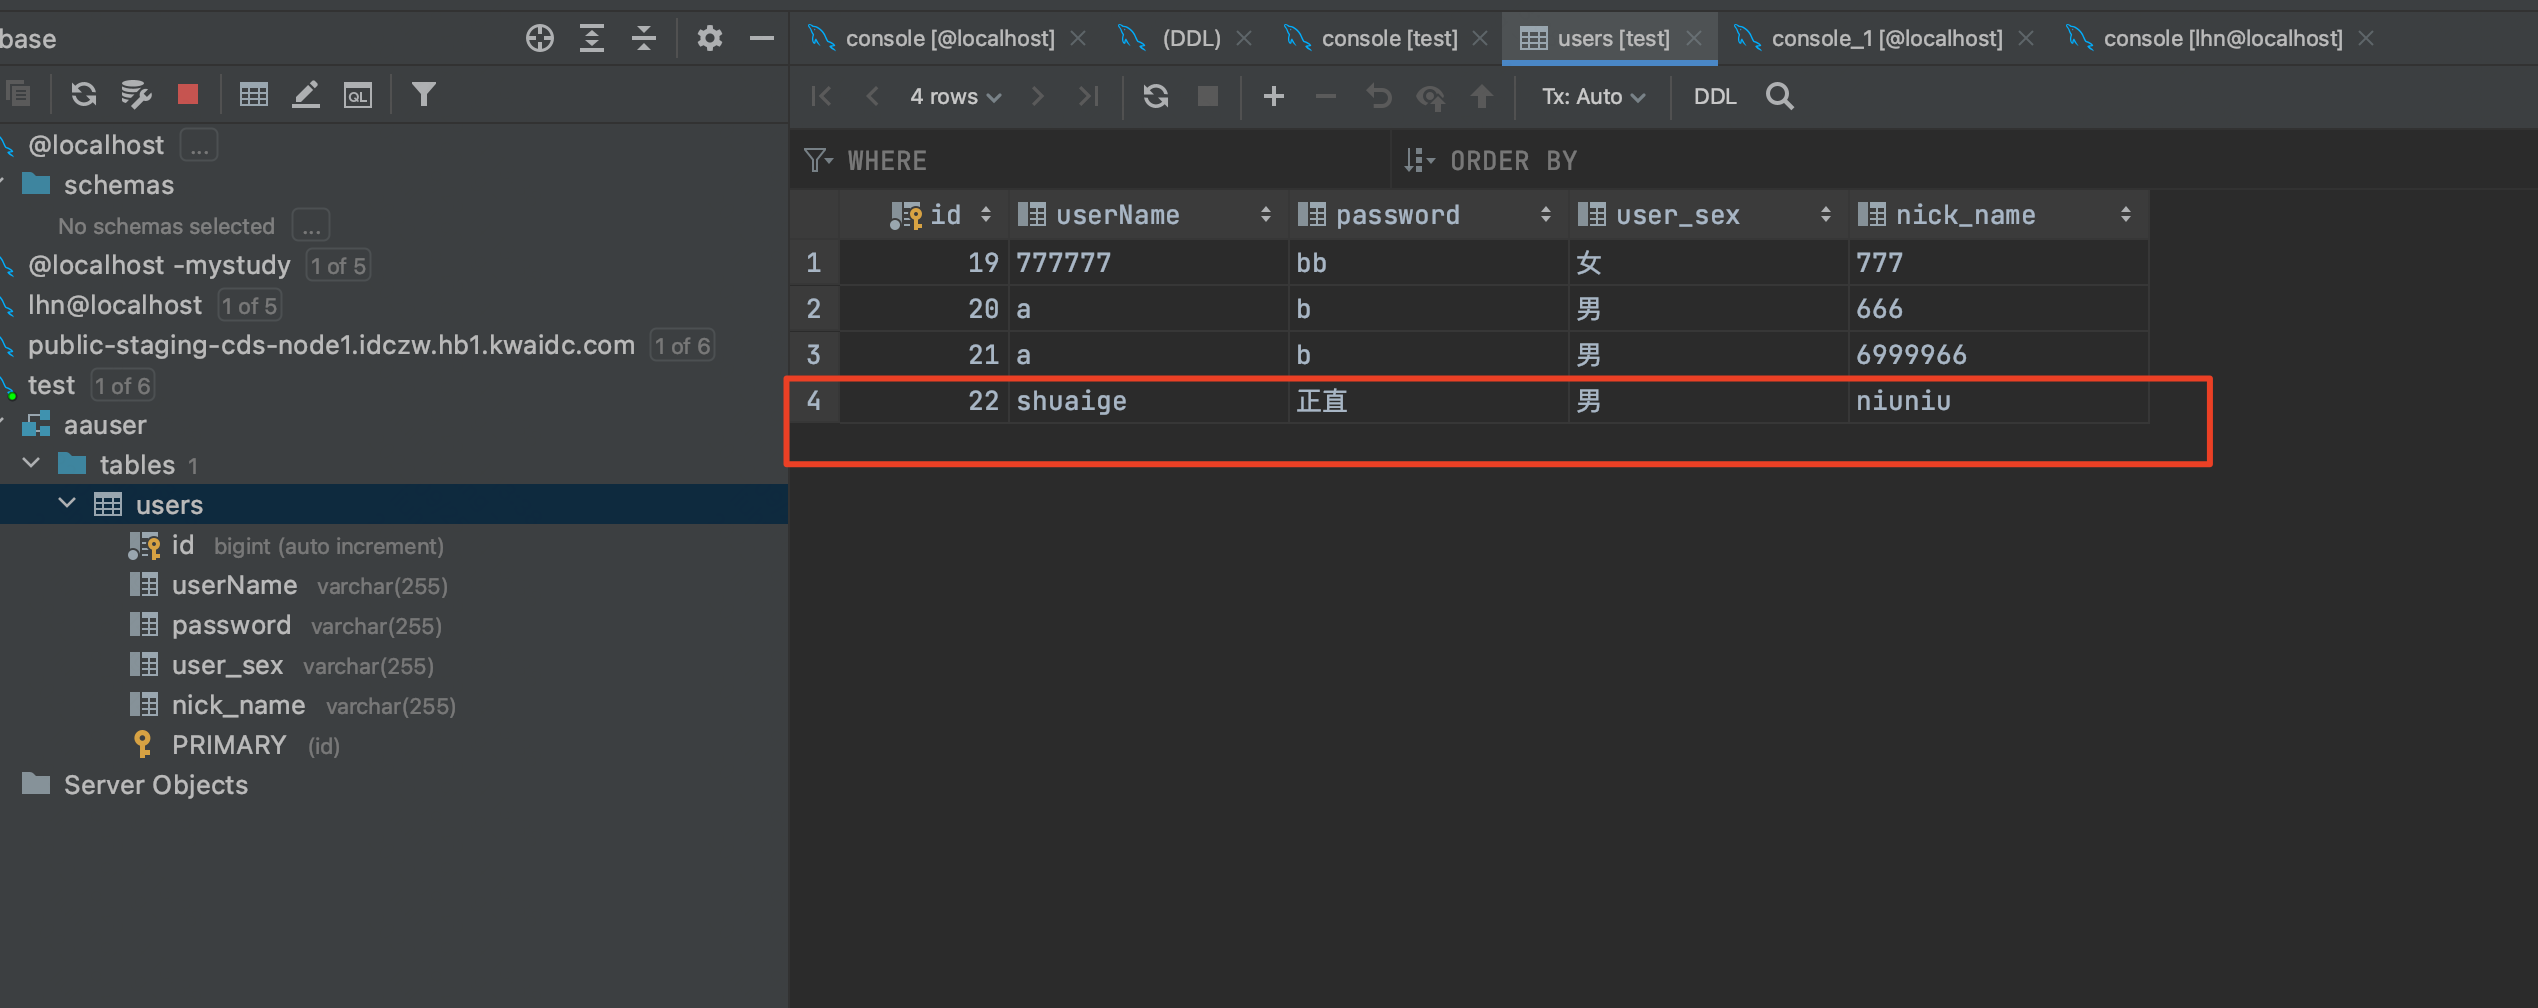 base
console [@localhost] (DDL) console [test] users [test] console_1 [@localhost] console [lhn@localhost]
QL
4 rows Tx: Auto DDL
@localhost ...
schemas
No schemas selected ...
@localhost -mystudy 1 of 5
lhn@localhost 1 of 5
public-staging-cds-node1.idczw.hb1.kwaidc.com 1 of 6
test 1 of 6
aauser
tables 1
users
id bigint (auto increment)
userName varchar(255)
password varchar(255)
user_sex varchar(255)
nick_name varchar(255)
PRIMARY (id)
Server Objects
WHERE ORDER BY
id userName password user_sex nick_name
1 19 777777 bb 女 777
2 20 a b 男 666
3 21 a b 男 6999966
4 22 shuaige 正直 男 niuniu